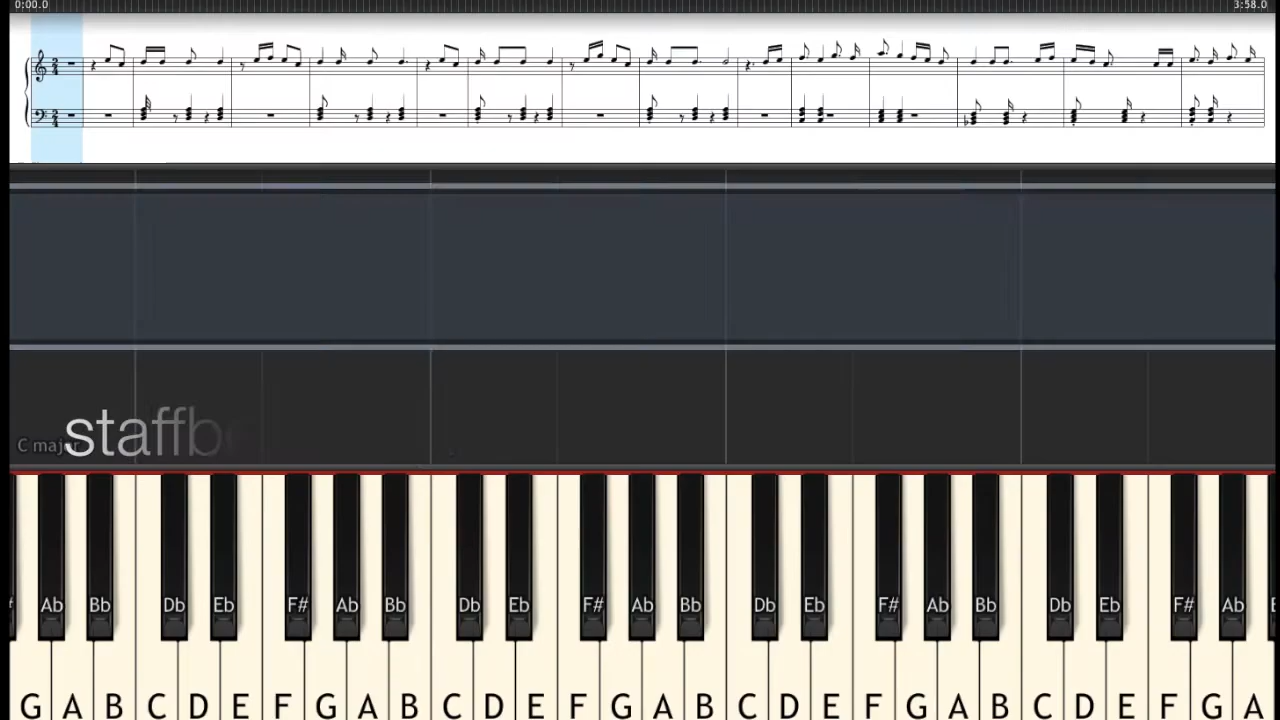 0:00.0 3:58.0
C major
staffb
Ab Bb Db Eb F# Ab Bb Db Eb F# Ab Bb Db Eb F# Ab Bb Db Eb F# Ab
G A B C D E F G A B C D E F G A B C D E F G A B C D E F G A